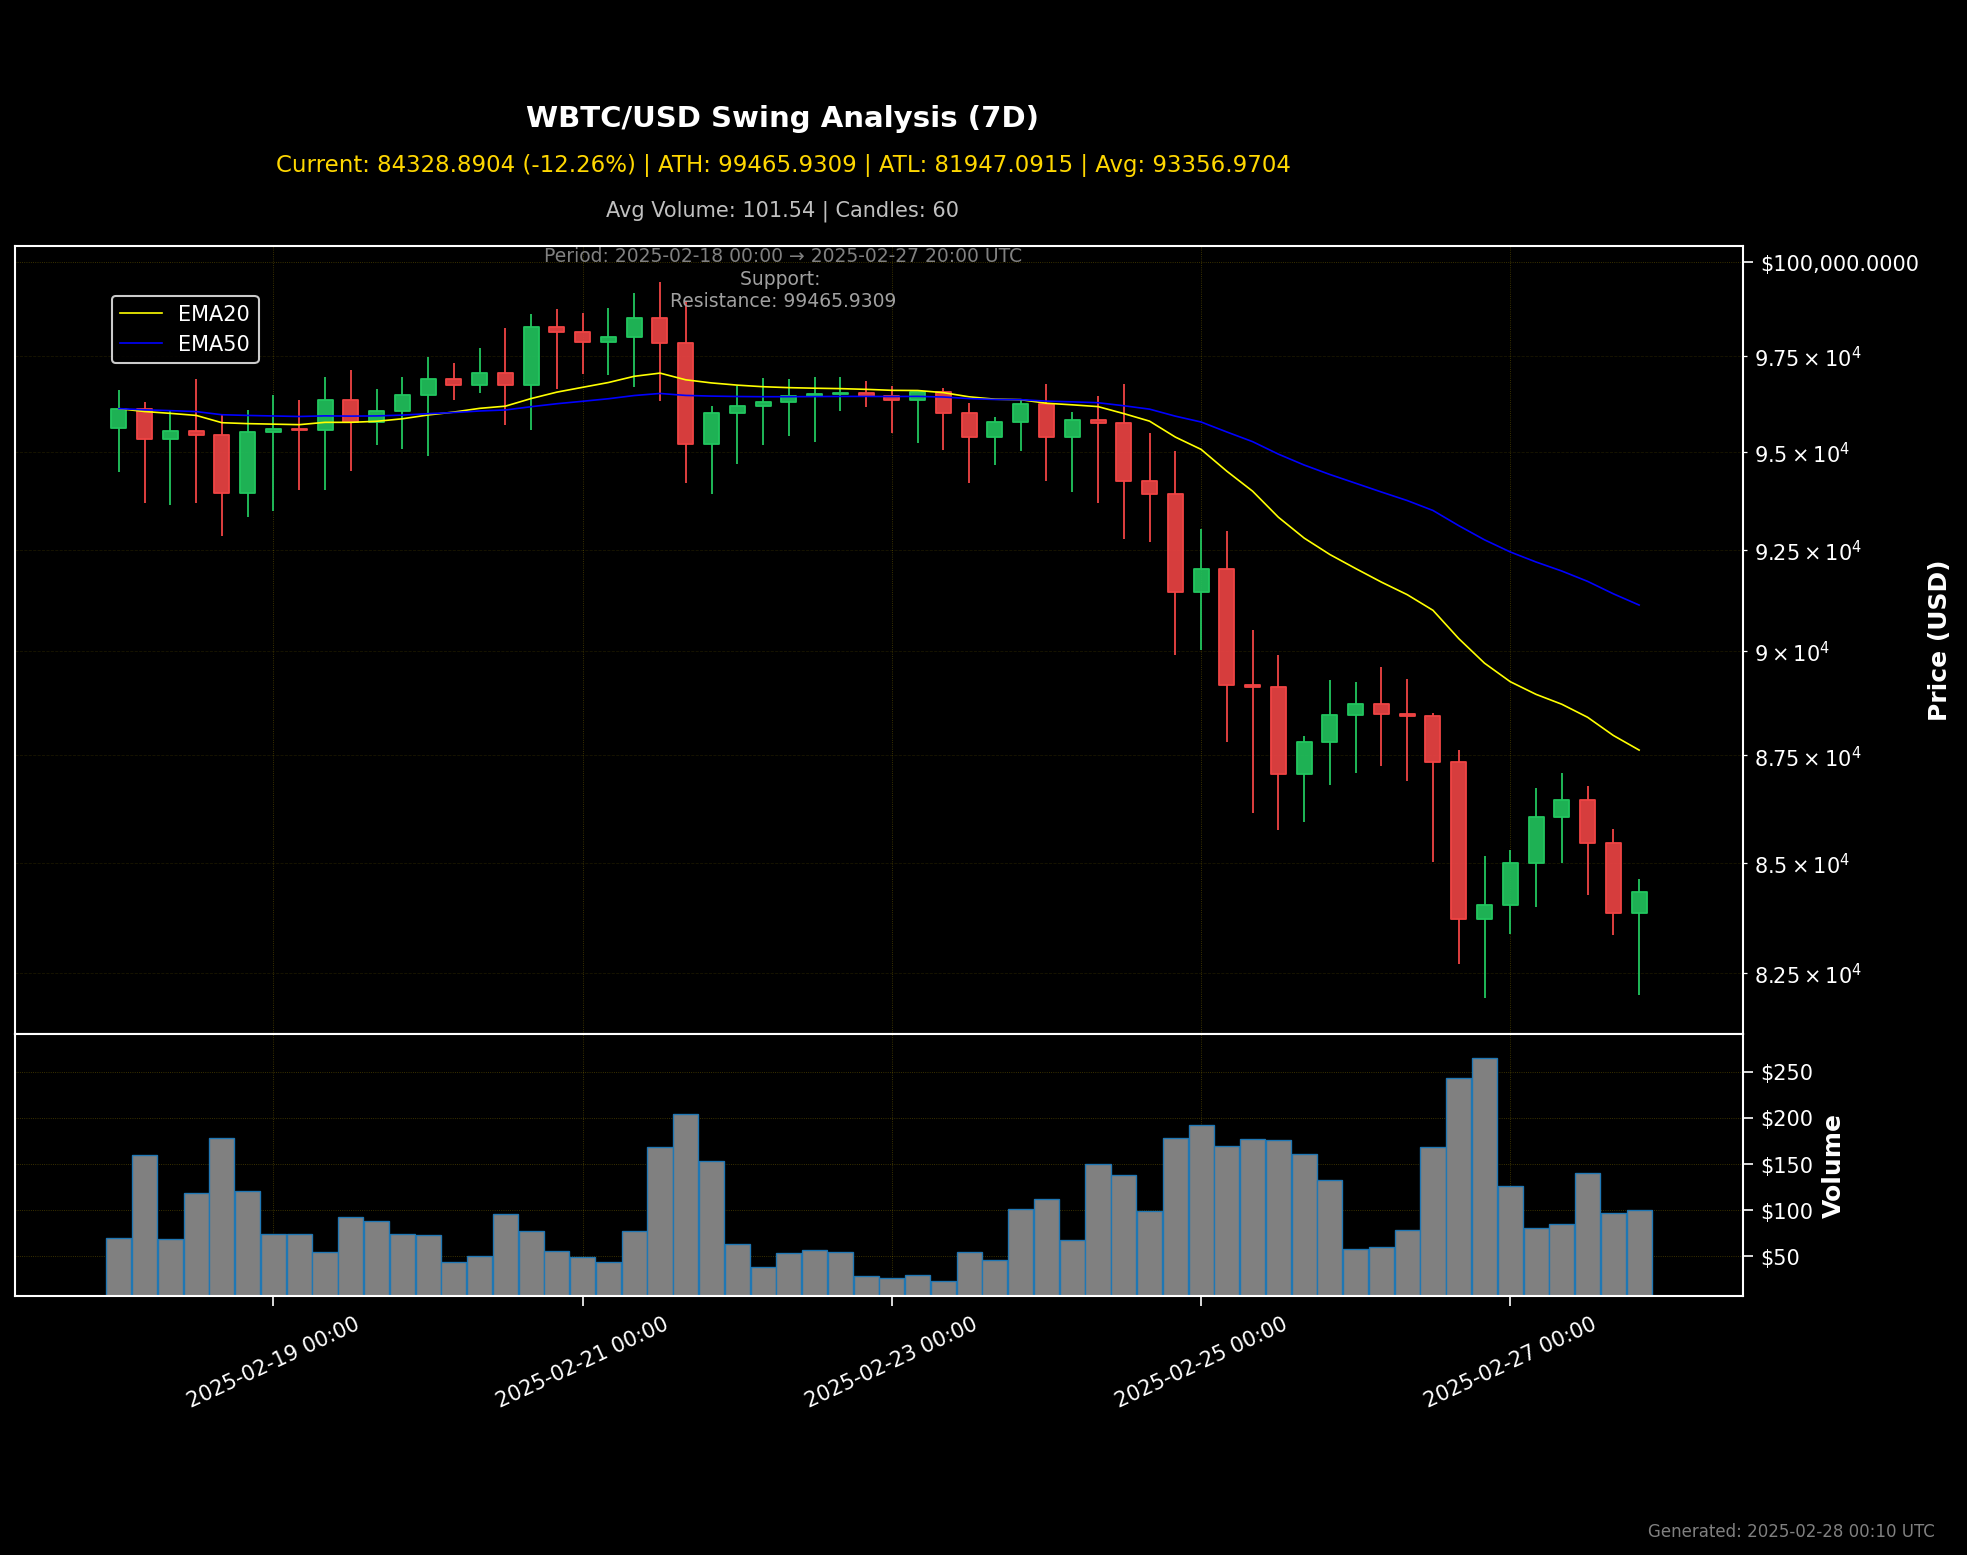 WBTC/USD Swing Analysis (7D)
Current: 84328.8904 (-12.26%) | ATH: 99465.9309 | ATL: 81947.0915 | Avg: 93356.9704
Avg Volume: 101.54 | Candles: 60
Period: 2025-02-18 00:00 → 2025-02-27 20:00 UTC
Support:
Resistance: 99465.9309
EMA20
EMA50
$100,000.0000
9.75 × 10⁴
9.5 × 10⁴
9.25 × 10⁴
9 × 10⁴
8.75 × 10⁴
8.5 × 10⁴
8.25 × 10⁴
Price (USD)
$250
$200
$150
$100
$50
Volume
2025-02-19 00:00
2025-02-21 00:00
2025-02-23 00:00
2025-02-25 00:00
2025-02-27 00:00
Generated: 2025-02-28 00:10 UTC